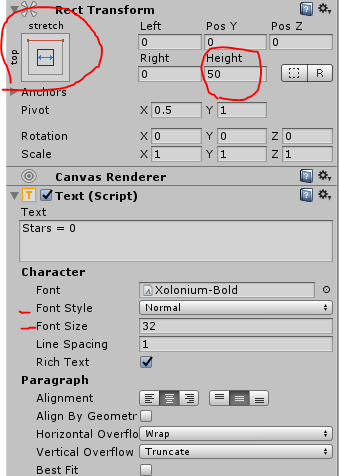 Rect Transform
stretch
top
Left Pos Y Pos Z
0 0 0
Right Height
0 50 R
Anchors
Pivot X 0.5 Y 1
Rotation X 0 Y 0 Z 0
Scale X 1 Y 1 Z 1
Canvas Renderer
T Text (Script)
Text
Stars = 0
Character
Font Xolonium-Bold
Font Style Normal
Font Size 32
Line Spacing 1
Rich Text
Paragraph
Alignment
Align By Geometr
Horizontal Overflo Wrap
Vertical Overflow Truncate
Best Fit